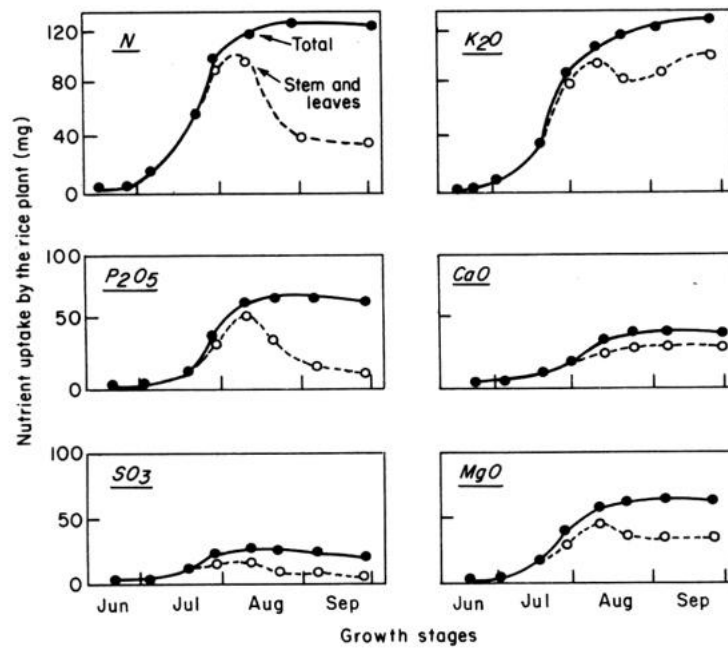 Nutrient uptake by the rice plant (mg)
N
120
80
40
0
Total
Stem and leaves
K2O
P2O5
100
50
0
CaO
SO3
100
50
0
MgO
Jun Jul Aug Sep
Jun Jul Aug Sep
Growth stages